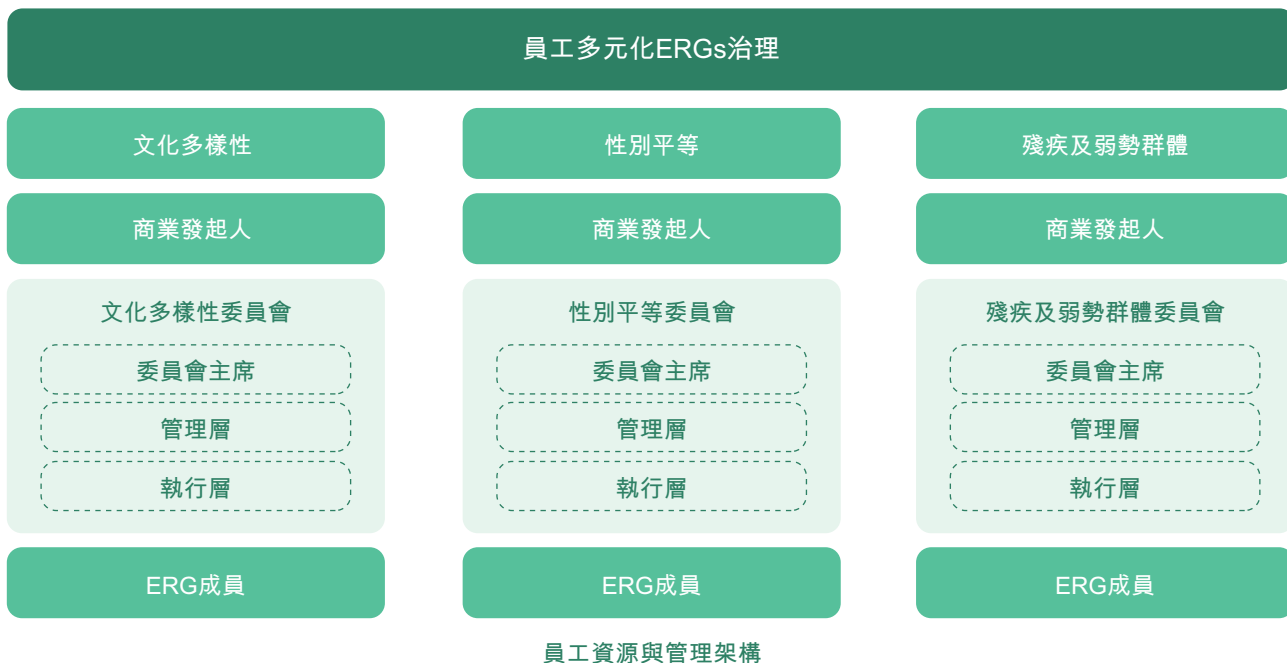 員工多元化ERGs治理
文化多樣性
性別平等
殘疾及弱勢群體
商業發起人
商業發起人
商業發起人
文化多樣性委員會
委員會主席
管理層
執行層
性別平等委員會
委員會主席
管理層
執行層
殘疾及弱勢群體委員會
委員會主席
管理層
執行層
ERG成員
ERG成員
ERG成員
員工資源與管理架構